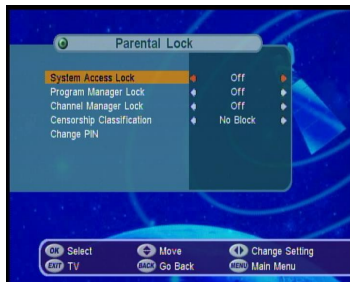 Parental Lock
System Access Lock Off
Program Manager Lock Off
Channel Manager Lock Off
Censorship Classification No Block
Change PIN
OK Select Move Change Setting
EXIT TV BACK Go Back MENU Main Menu